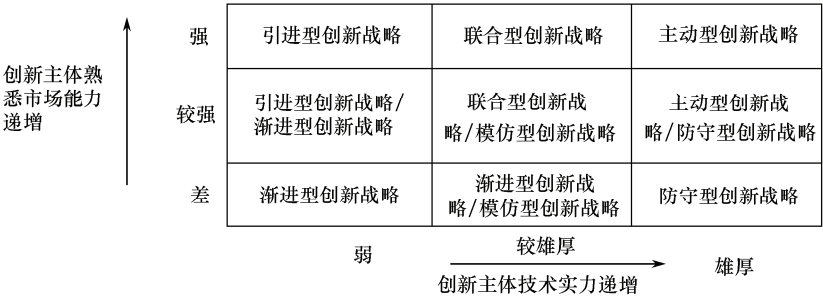 强
引进型创新战略
联合型创新战略
主动型创新战略
创新主体熟
悉市场能力
递增
较强
引进型创新战略/
渐进型创新战略
联合型创新战
略/模仿型创新战略
主动型创新战
略/防守型创新战略
差
渐进型创新战略
渐进型创新战
略/模仿型创新战略
防守型创新战略
弱
较雄厚
雄厚
创新主体技术实力递增